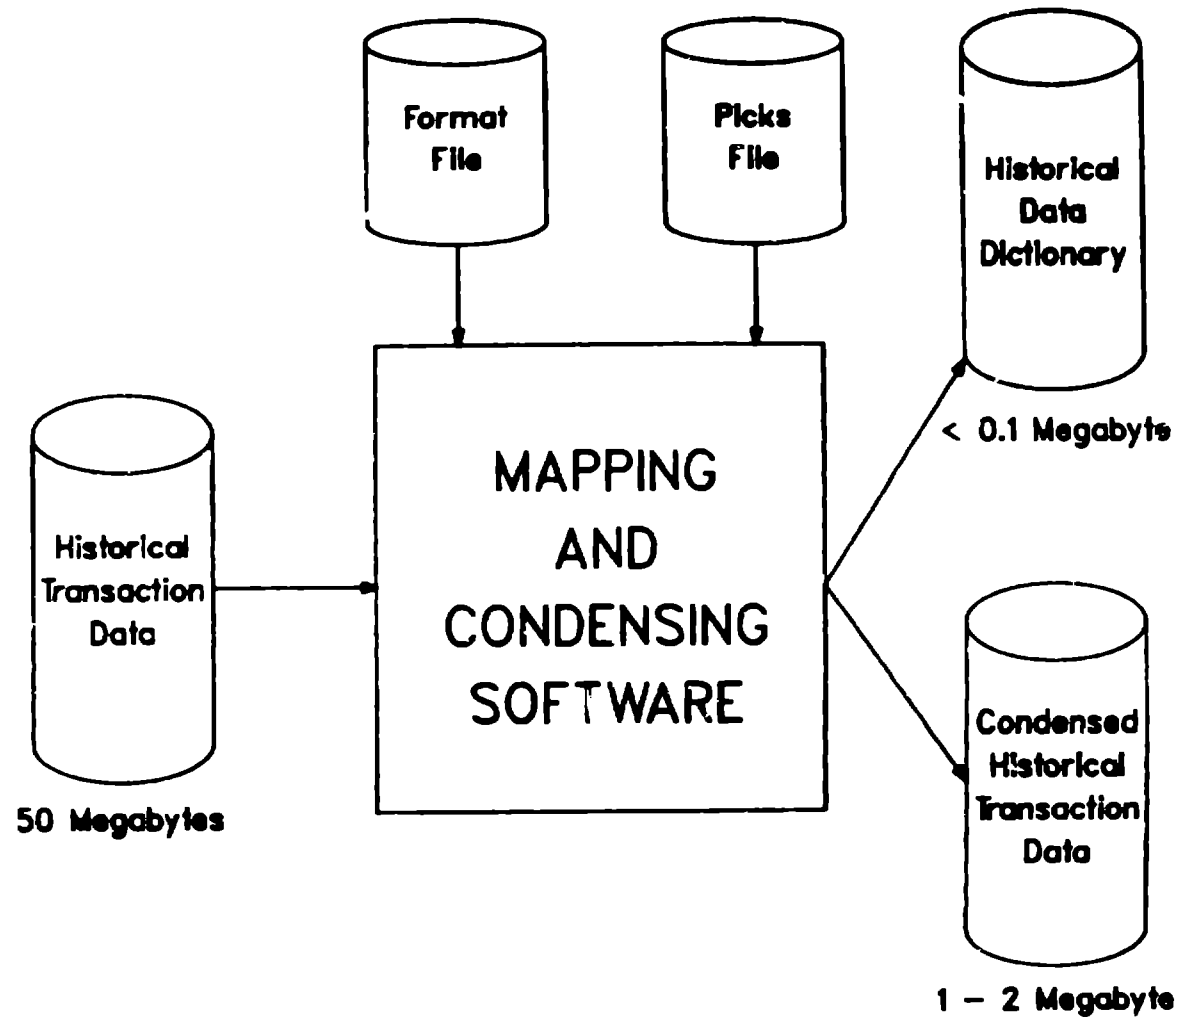 Format
File
Picks
File
Historical
Data
Dictionary
< 0.1 Megabyte
Historical
Transaction
Data
50 Megabytes
MAPPING
AND
CONDENSING
SOFTWARE
Condensed
Historical
Transaction
Data
1 - 2 Megabyte